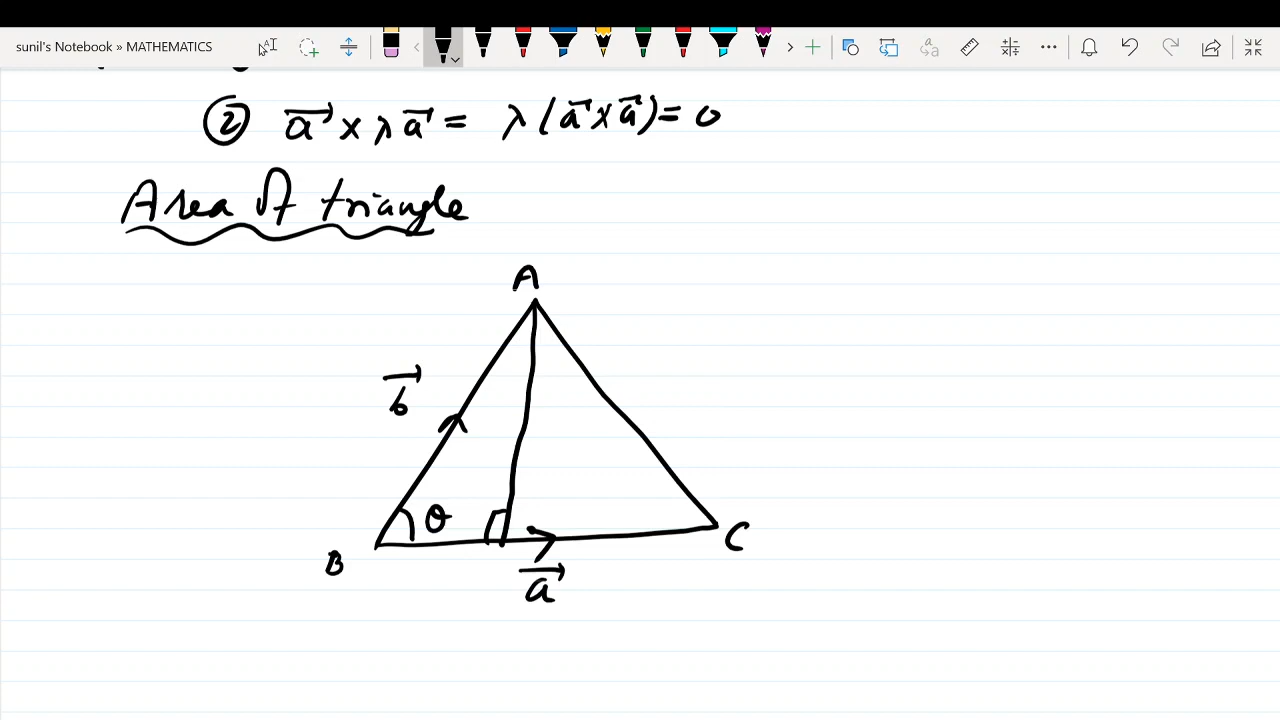 sunil's Notebook » MATHEMATICS
② a⃗ × λa⃗ = λ(a⃗×a⃗) = 0
Area of triangle
A
b⃗
θ
B
C
a⃗